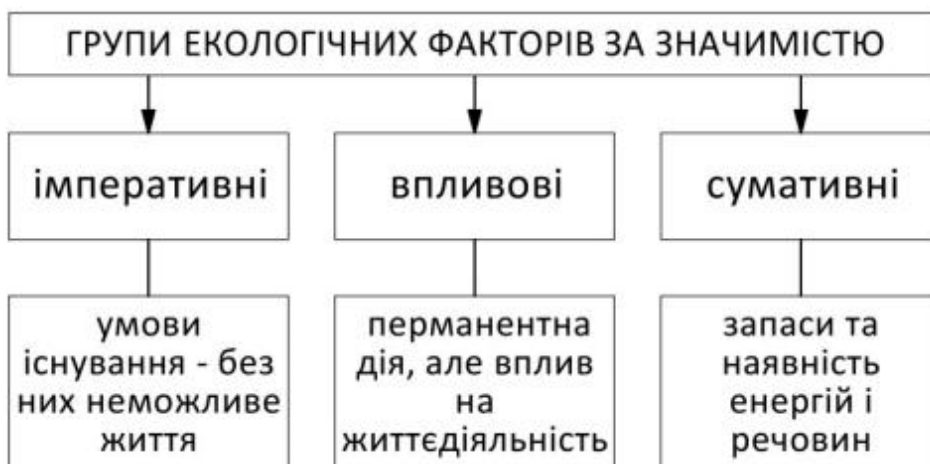 ГРУПИ ЕКОЛОГІЧНИХ ФАКТОРІВ ЗА ЗНАЧИМІСТЮ
імперативні
впливові
сумативні
умови
існування - без
них неможливе
життя
перманентна
дія, але вплив
на
життєдіяльність
запаси та
наявність
енергій і
речовин